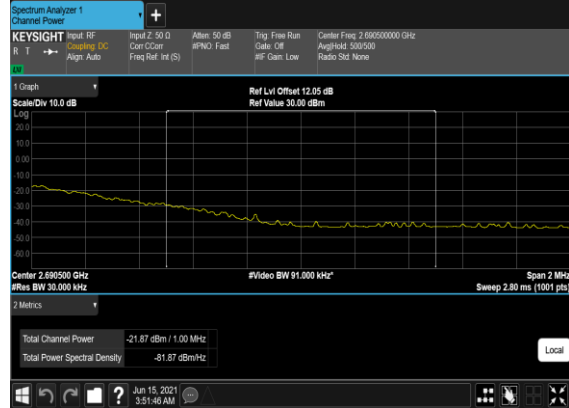 Spectrum Analyzer 1
Channel Power
+
KEYSIGHT Input: RF Input Z: 50 Ω Atten: 50 dB Trig: Free Run Center Freq: 2.690500000 GHz
R T Coupling: DC Corr CCorr #PNO: Fast Gate: Off Avg|Hold: 500/500
Align: Auto Freq Ref: Int (S) #IF Gain: Low Radio Std: None
1 Graph
Ref Lvl Offset 12.05 dB
Scale/Div 10.0 dB Ref Value 30.00 dBm
Log
20.0
10.0
0.00
-10.0
-20.0
-30.0
-40.0
-50.0
-60.0
Center 2.690500 GHz #Video BW 91.000 kHz* Span 2 MHz
#Res BW 30.000 kHz Sweep 2.80 ms (1001 pts)
2 Metrics
Total Channel Power -21.87 dBm / 1.00 MHz
Total Power Spectral Density -81.87 dBm/Hz
Local
? Jun 15, 2021
3:51:46 AM